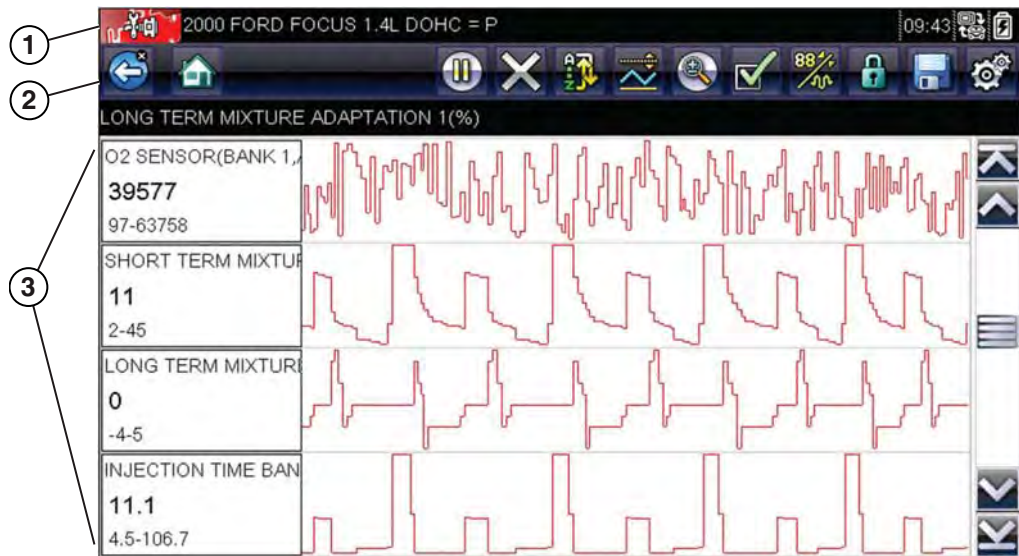 1
2000 FORD FOCUS 1.4L DOHC = P
09:43
2
LONG TERM MIXTURE ADAPTATION 1(%)
3
O2 SENSOR(BANK 1,
39577
97-63758
SHORT TERM MIXTUR
11
2-45
LONG TERM MIXTURE
0
-4-5
INJECTION TIME BAN
11.1
4.5-106.7